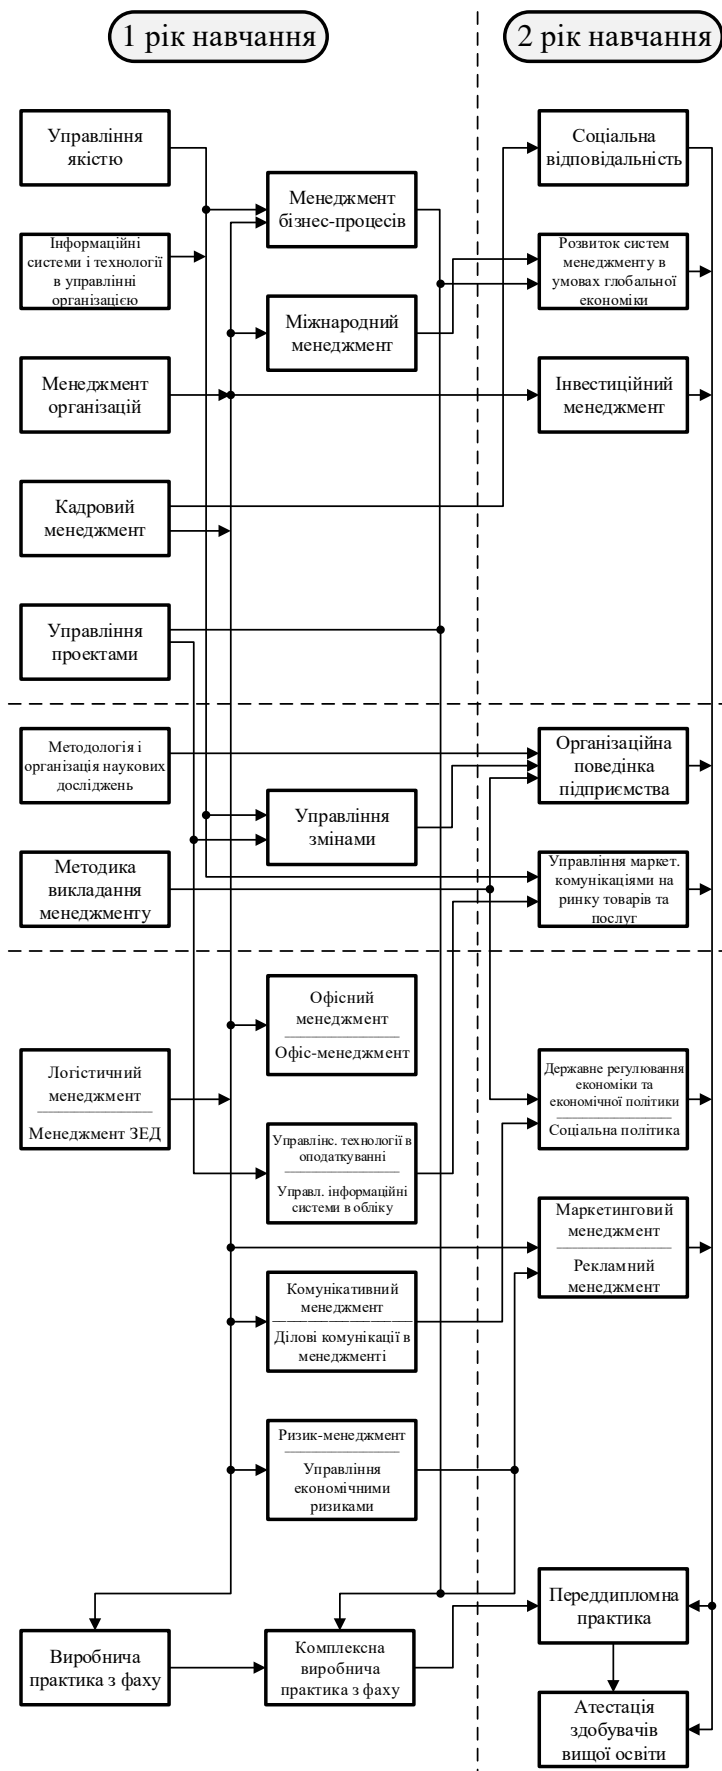 1 рік навчання
2 рік навчання
Управління
якістю
Менеджмент
бізнес-процесів
Соціальна
відповідальність
Інформаційні
системи і технології
в управлінні
організацією
Міжнародний
менеджмент
Розвиток систем
менеджменту в
умовах глобальної
економіки
Менеджмент
організацій
Інвестиційний
менеджмент
Кадровий
менеджмент
Управління
проектами
Методологія і
організація наукових
досліджень
Управління
змінами
Організаційна
поведінка
підприємства
Методика
викладання
менеджменту
Управління маркет.
комунікаціями на
ринку товарів та
послуг
Офісний
менеджмент
Офіс-менеджмент
Логістичний
менеджмент
Менеджмент ЗЕД
Державне регулювання
економіки та
економічної політики
Соціальна політика
Управлінс. технології в
оподаткуванні
Управл. інформаційні
системи в обліку
Маркетинговий
менеджмент
Рекламний
менеджмент
Комунікативний
менеджмент
Ділові комунікації в
менеджменті
Ризик-менеджмент
Управління
економічними
ризиками
Виробнича
практика з фаху
Комплексна
виробнича
практика з фаху
Переддипломна
практика
Атестація
здобувачів
вищої освіти